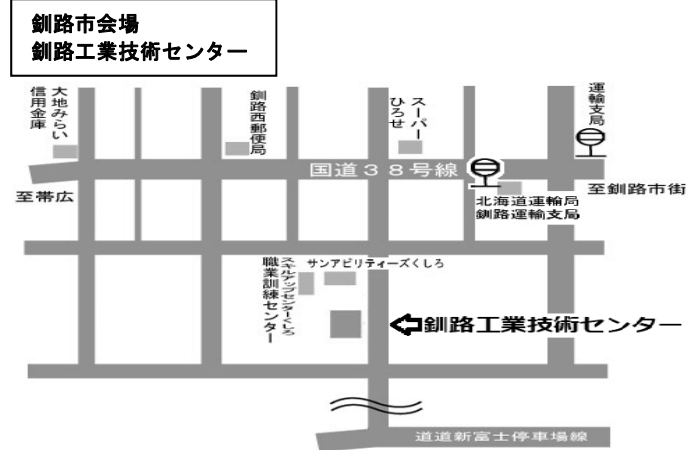 釧路市会場
釧路工業技術センター
大地みらい
信用金庫
釧路西郵便局
スーパー
ひろせ
運輸支局
国道38号線
至帯広
至釧路市街
北海道運輸局
釧路運輸支局
サンアビリティーズくしろ
スキルアップセンターくしろ
職業訓練センター
釧路工業技術センター
道道新富士停車場線